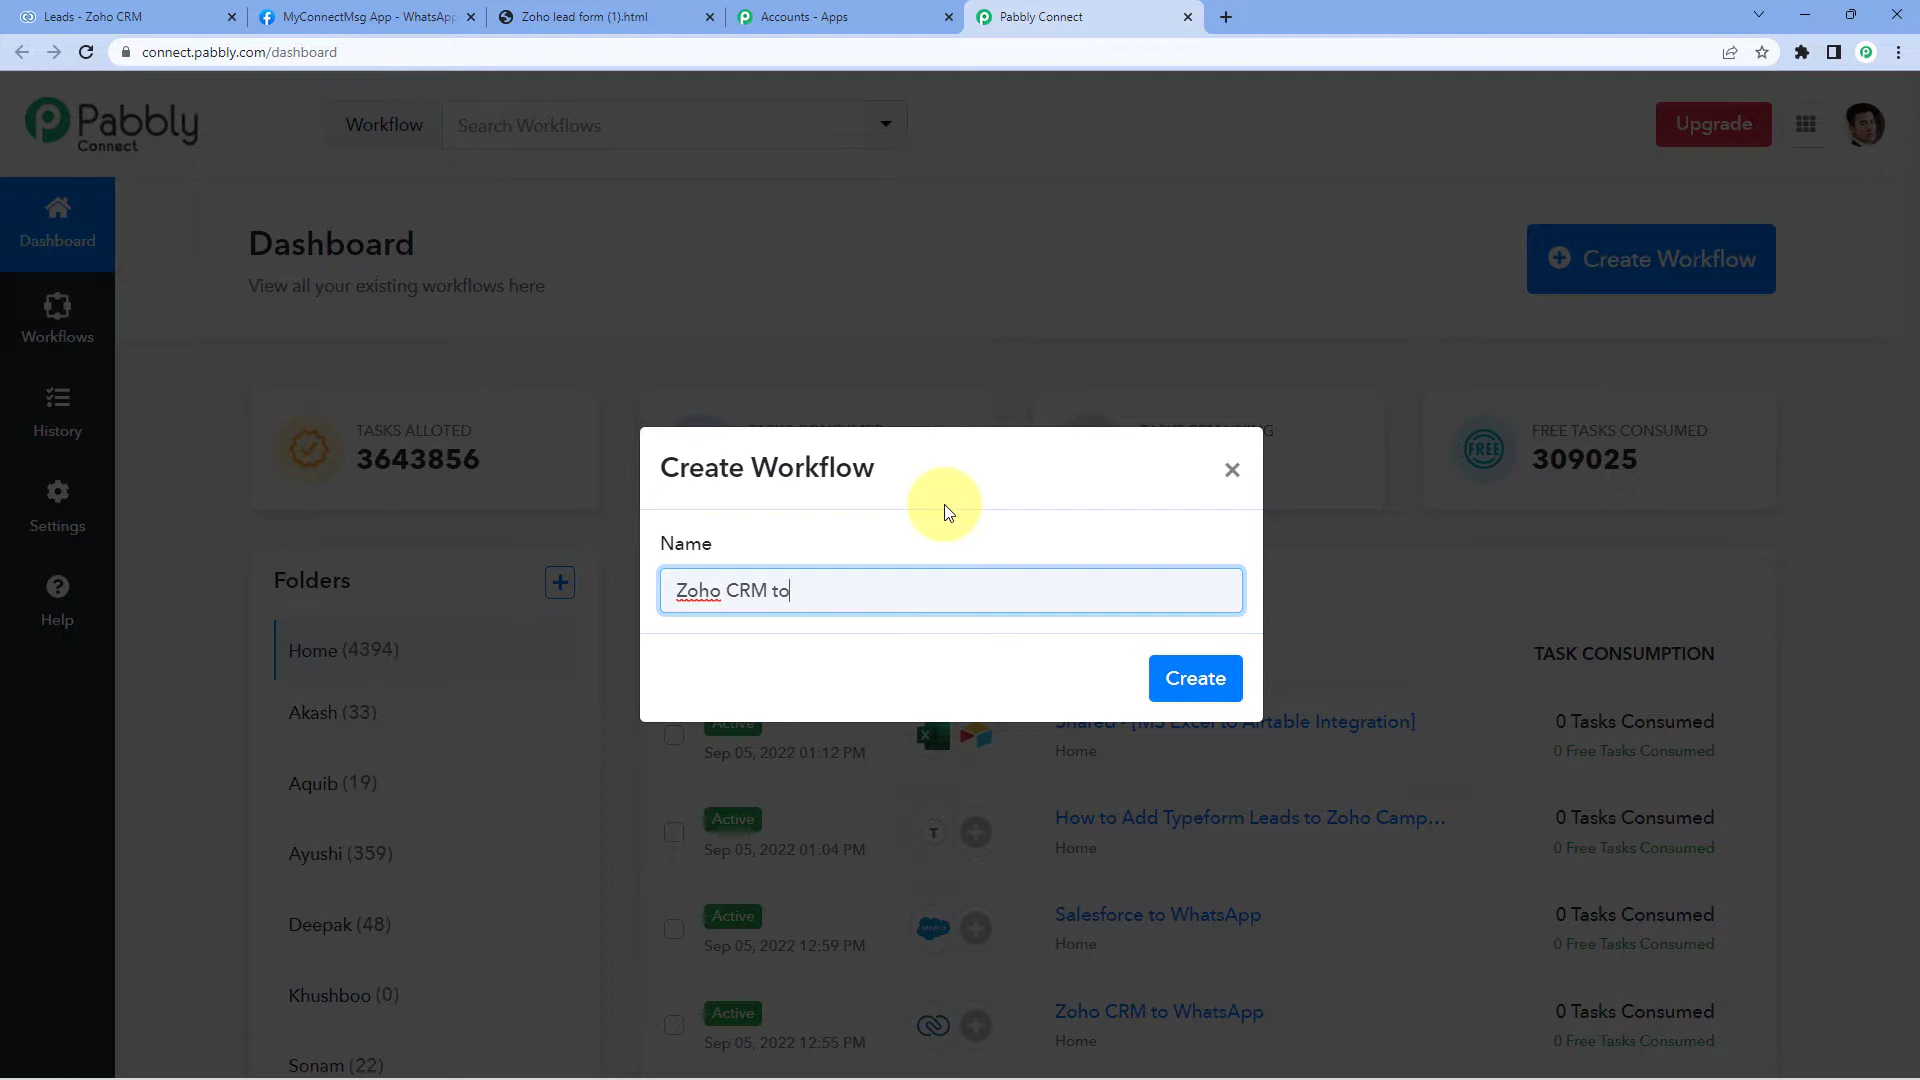 Leads - Zoho CRM
MyConnectMsg App - WhatsApp
Zoho lead form (1).html
Accounts - Apps
Pabbly Connect
connect.pabbly.com/dashboard
Pabbly
Connect
Workflow
Search Workflows
Upgrade
Dashboard
Dashboard
View all your existing workflows here
Create Workflow
Workflows
History
Settings
Help
TASKS ALLOTED
3643856
FREE TASKS CONSUMED
309025
FREE
Create Workflow
Name
Zoho CRM to
Create
Folders
Home (4394)
Akash (33)
Aquib (19)
Ayushi (359)
Deepak (48)
Khushboo (0)
Sonam (22)
TASK CONSUMPTION
Active
Sep 05, 2022 01:12 PM
Shared - [MS Excel to Airtable Integration]
Home
0 Tasks Consumed
0 Free Tasks Consumed
Active
Sep 05, 2022 01:04 PM
T
How to Add Typeform Leads to Zoho Camp...
Home
0 Tasks Consumed
0 Free Tasks Consumed
Active
Sep 05, 2022 12:59 PM
Salesforce to WhatsApp
Home
0 Tasks Consumed
0 Free Tasks Consumed
Active
Sep 05, 2022 12:55 PM
Zoho CRM to WhatsApp
Home
0 Tasks Consumed
0 Free Tasks Consumed